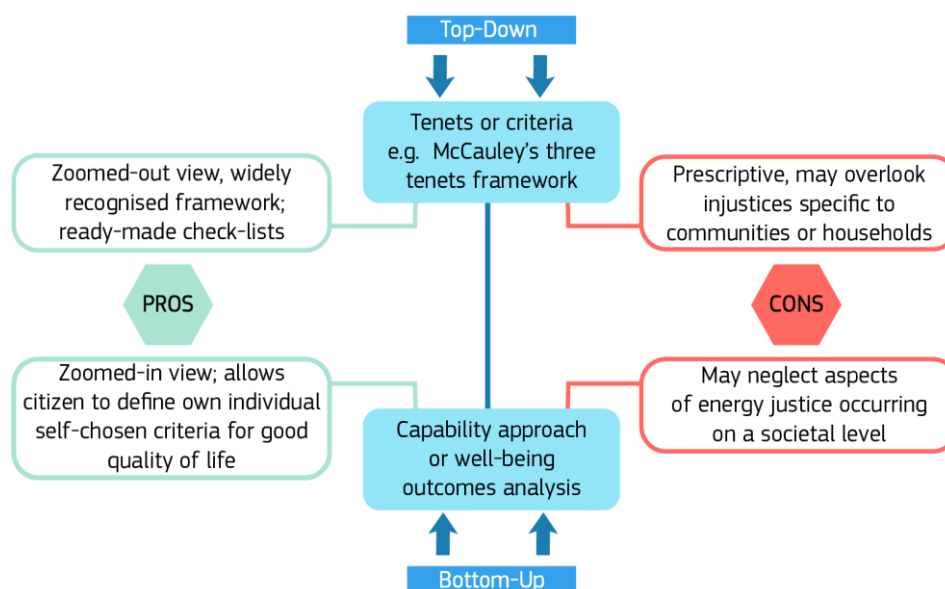 Top-Down
Tenets or criteria
e.g. McCauley's three
tenets framework
Zoomed-out view, widely
recognised framework;
ready-made check-lists
Prescriptive, may overlook
injustices specific to
communities or households
PROS
CONS
Zoomed-in view; allows
citizen to define own individual
self-chosen criteria for good
quality of life
May neglect aspects
of energy justice occurring
on a societal level
Capability approach
or well-being
outcomes analysis
Bottom-Up